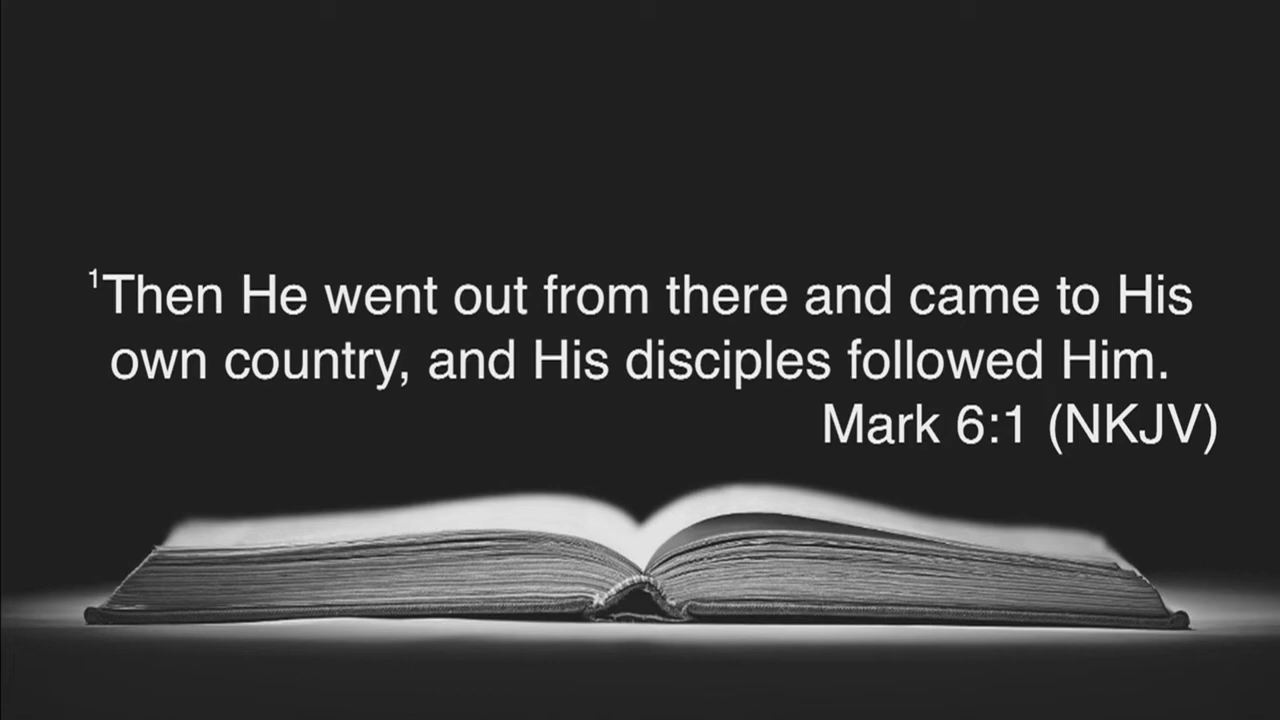 ¹Then He went out from there and came to His
own country, and His disciples followed Him.
Mark 6:1 (NKJV)